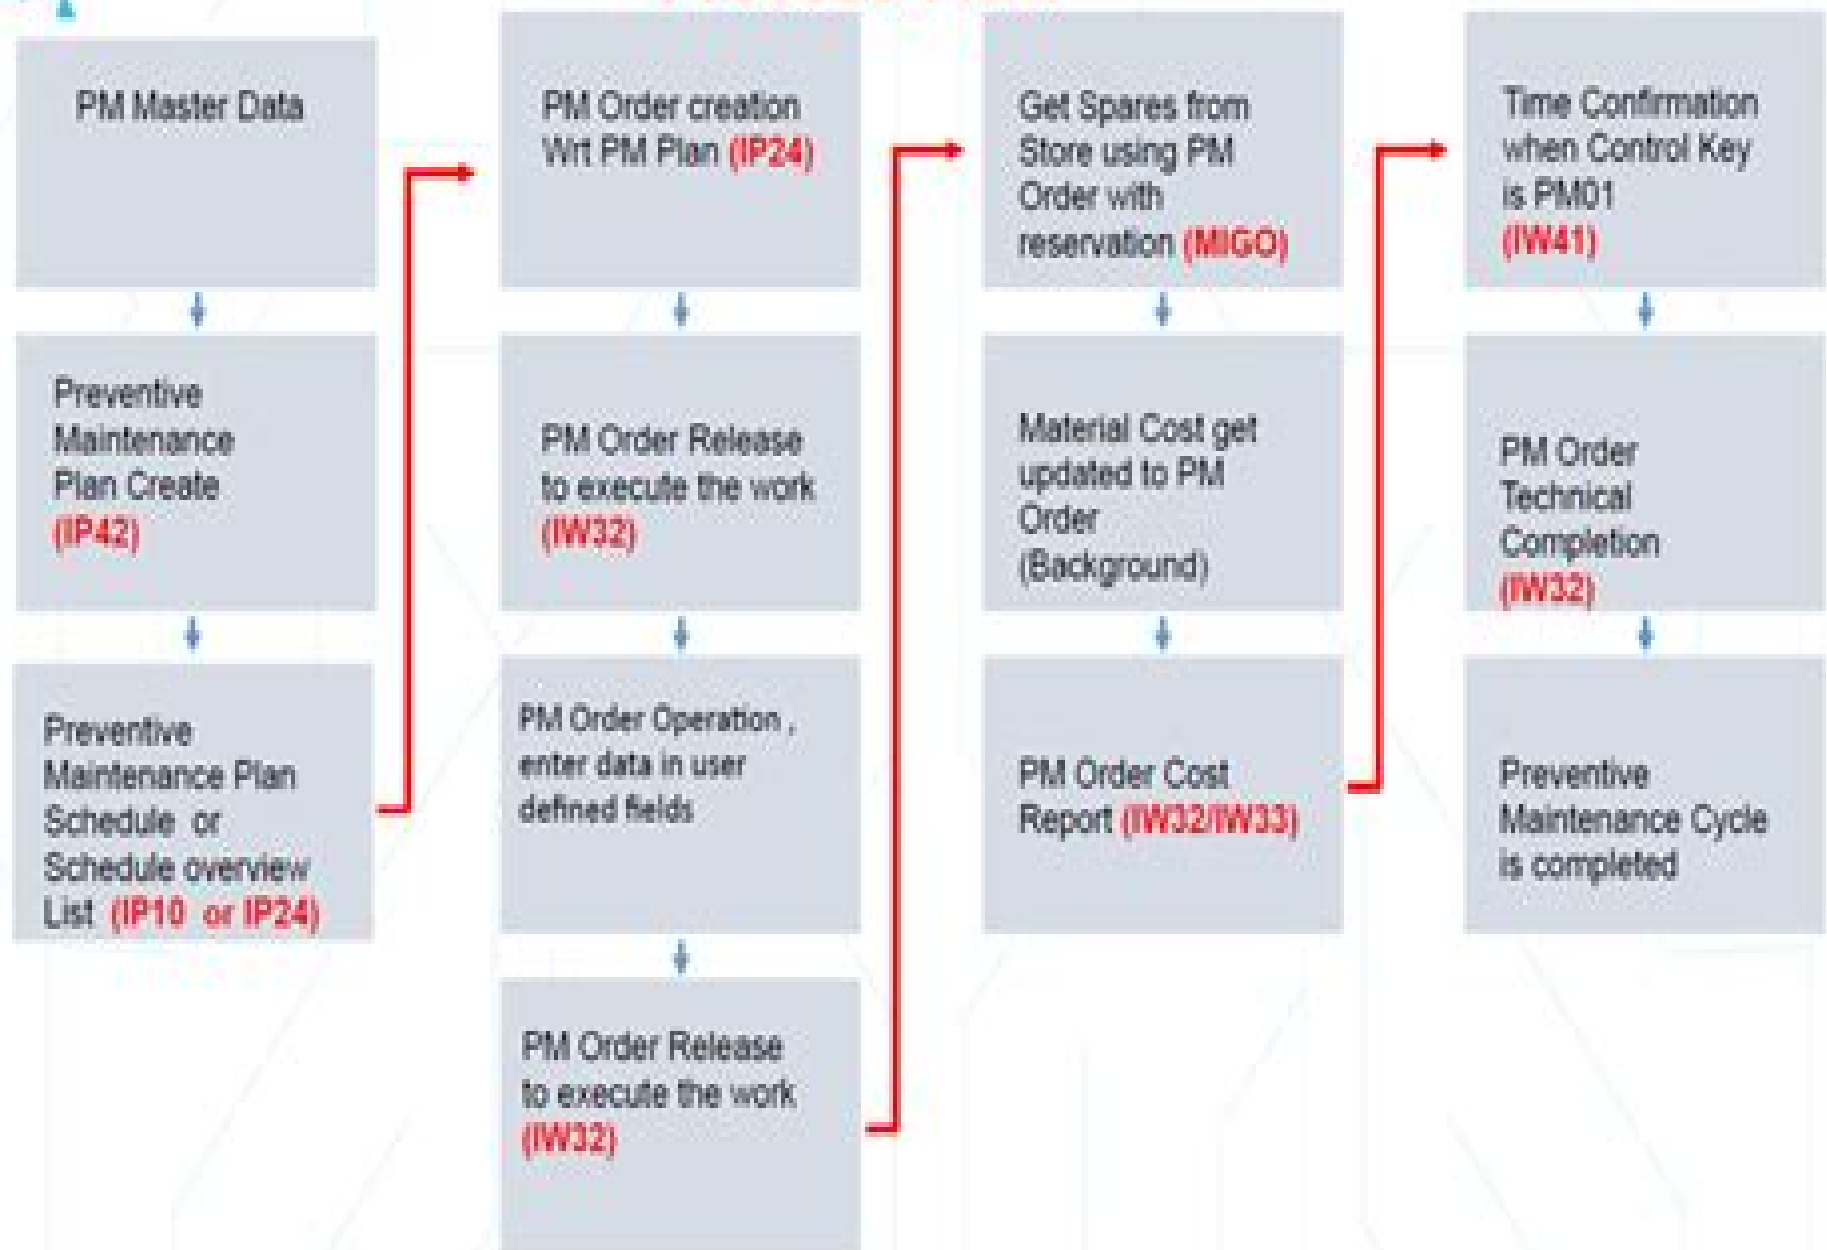 PM Master Data
Preventive
Maintenance
Plan Create
(IP42)
Preventive
Maintenance Plan
Schedule or
Schedule overview
List (IP10 or IP24)
PM Order creation
Wrt PM Plan (IP24)
PM Order Release
to execute the work
(IW32)
PM Order Operation ,
enter data in user
defined fields
PM Order Release
to execute the work
(IW32)
Get Spares from
Store using PM
Order with
reservation (MIGO)
Material Cost get
updated to PM
Order
(Background)
PM Order Cost
Report (IW32/IW33)
Time Confirmation
when Control Key
is PM01
(IW41)
PM Order
Technical
Completion
(IW32)
Preventive
Maintenance Cycle
is completed